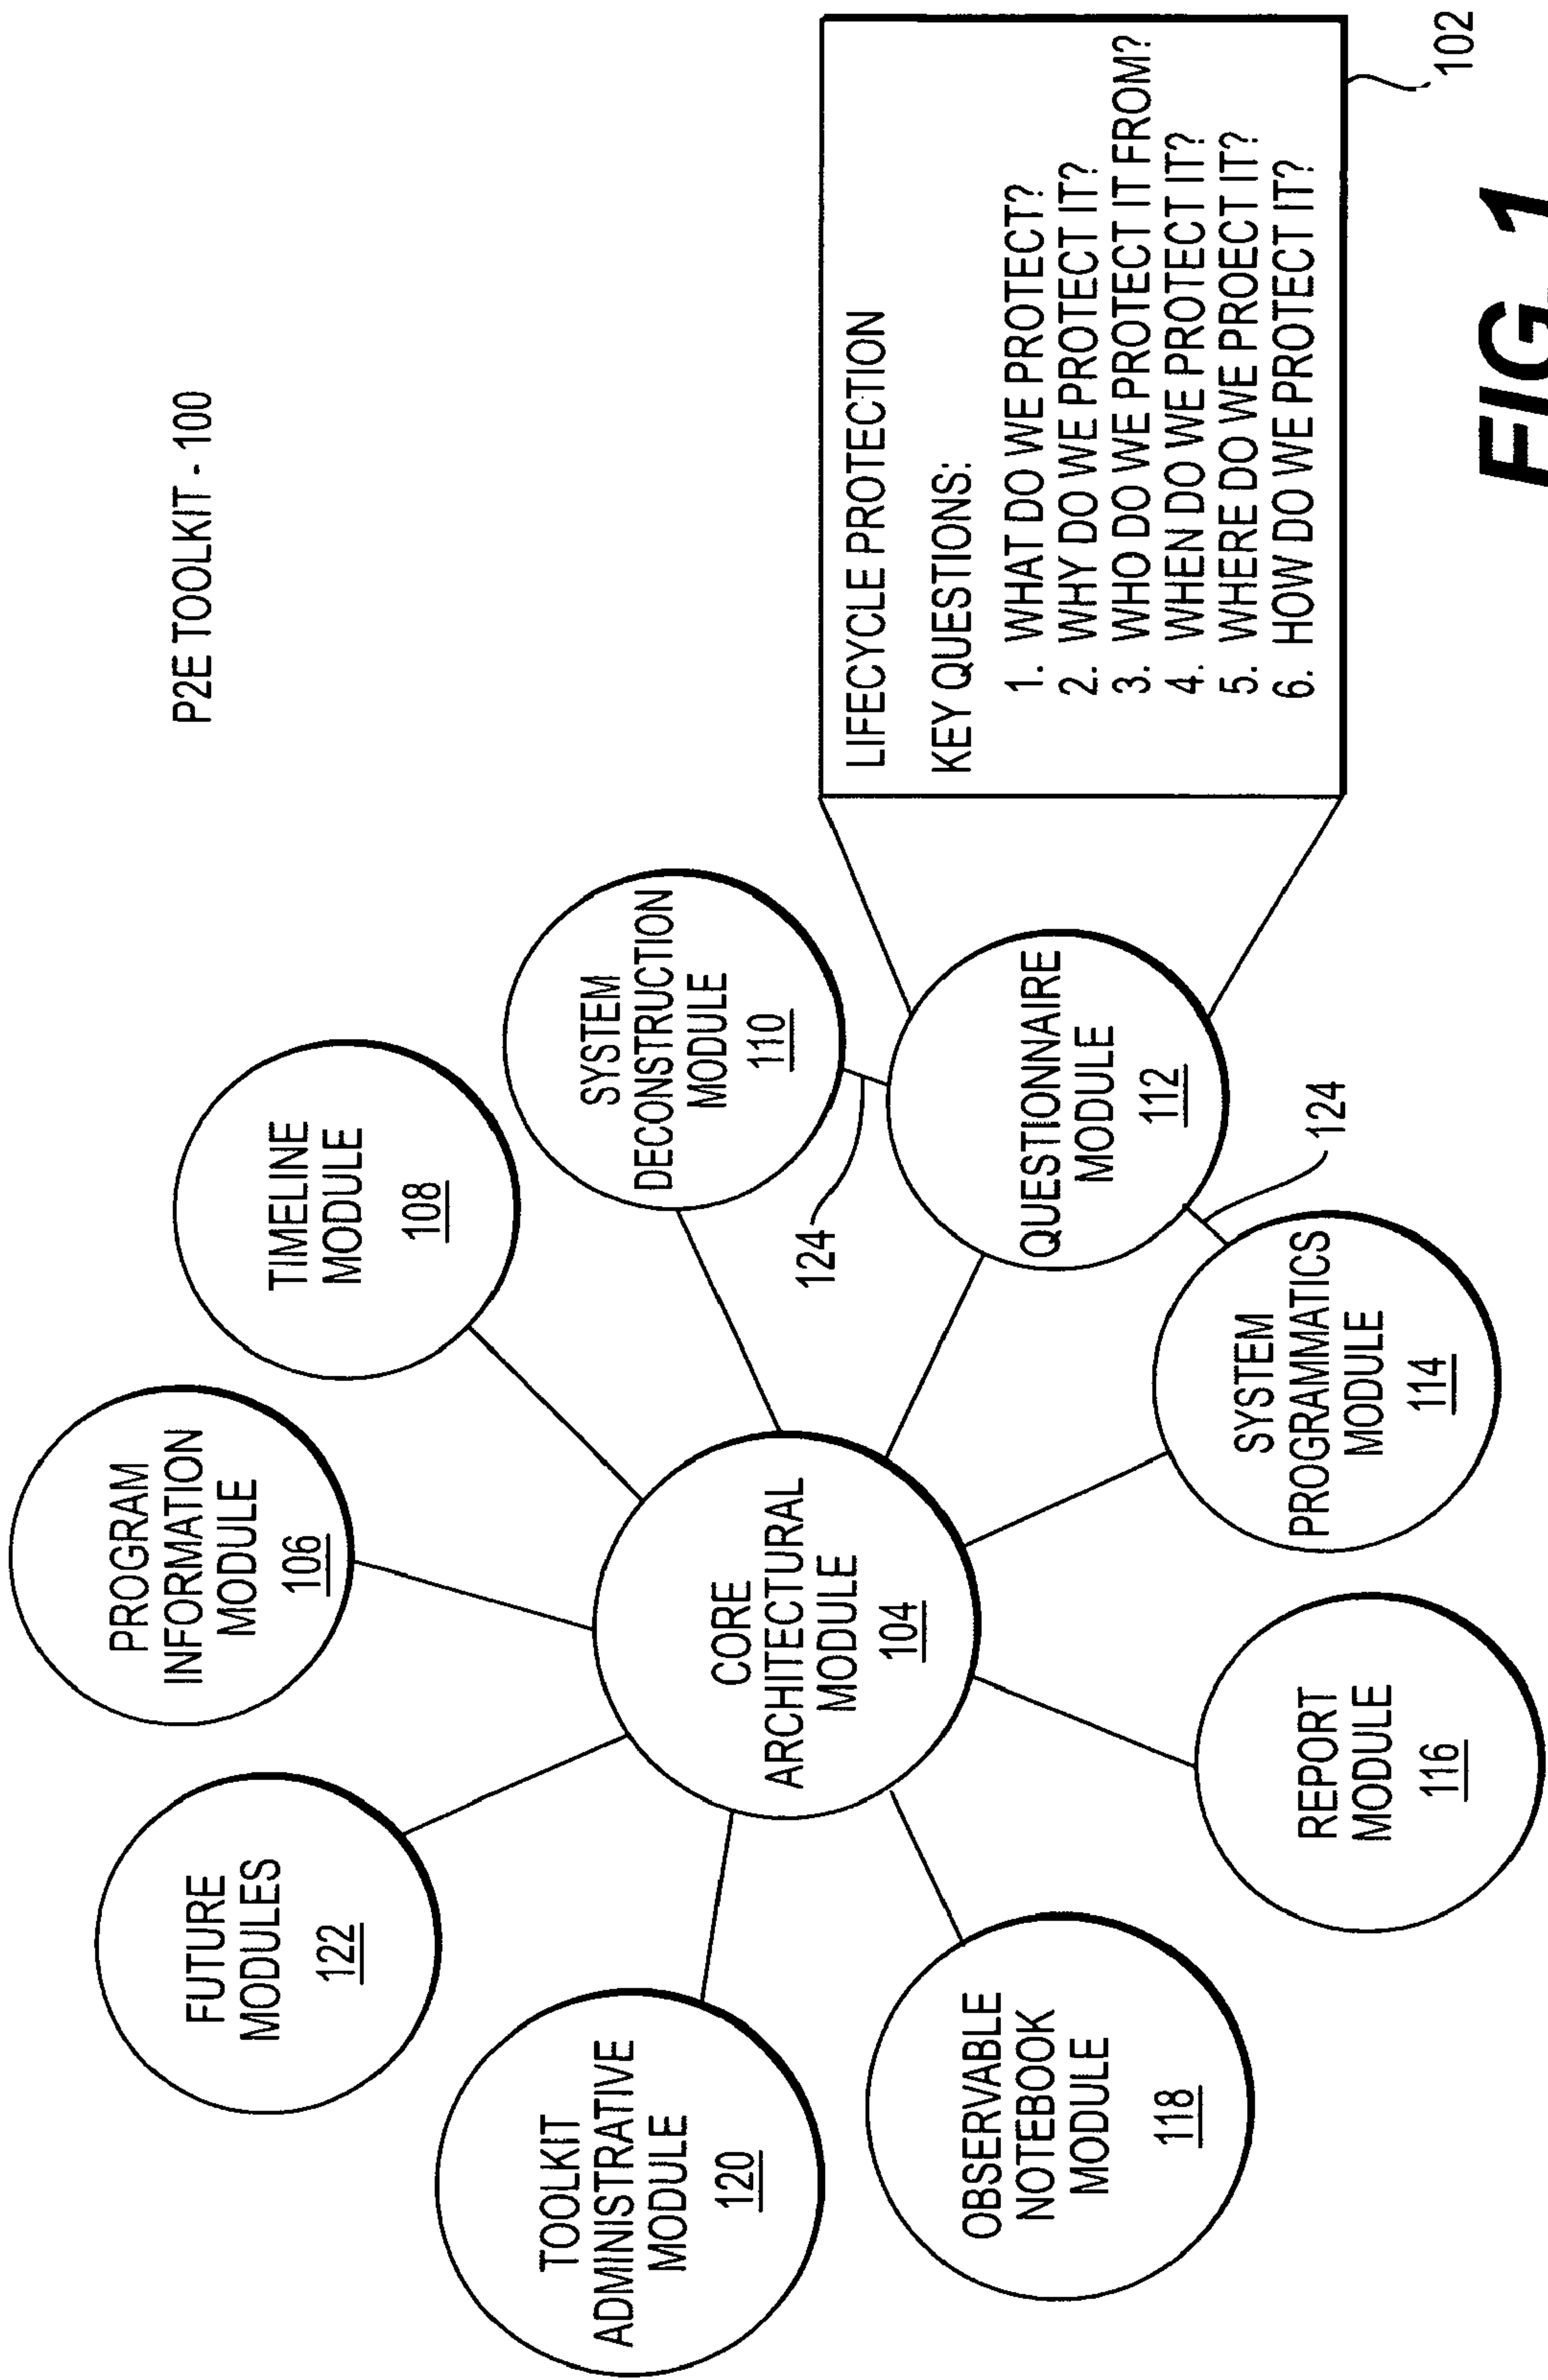 P2E TOOLKIT - 100
PROGRAM
INFORMATION
MODULE
106
TIMELINE
MODULE
108
FUTURE
MODULES
122
SYSTEM
DECONSTRUCTION
MODULE
110
TOOLKIT
ADMINISTRATIVE
MODULE
120
CORE
ARCHITECTURAL
MODULE
104
124
LIFECYCLE PROTECTION
KEY QUESTIONS:
1. WHAT DO WE PROTECT?
2. WHY DO WE PROTECT IT?
3. WHO DO WE PROTECT IT FROM?
4. WHEN DO WE PROTECT IT?
5. WHERE DO WE PROECT IT?
6. HOW DO WE PROTECT IT?
102
QUESTIONNAIRE
MODULE
112
124
OBSERVABLE
NOTEBOOK
MODULE
118
SYSTEM
PROGRAMMATICS
MODULE
114
REPORT
MODULE
116
FIG. 1